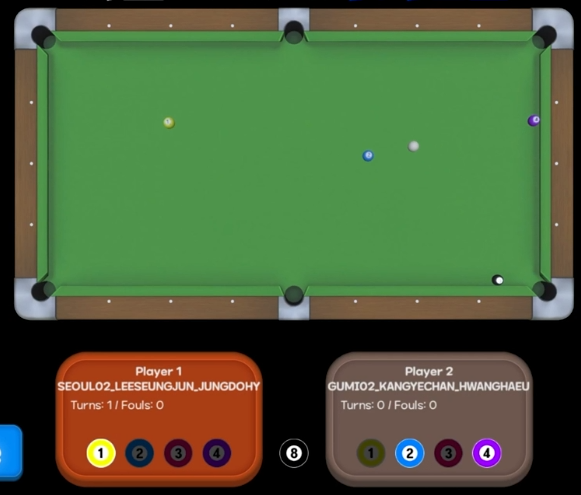 Player 1
SEOUL02_LEESEUNGJUN_JUNGDOHY
Turns: 1 / Fouls: 0
1 2 3 4
8
Player 2
GUMI02_KANGYECHAN_HWANGHAEU
Turns: 0 / Fouls: 0
1 2 3 4